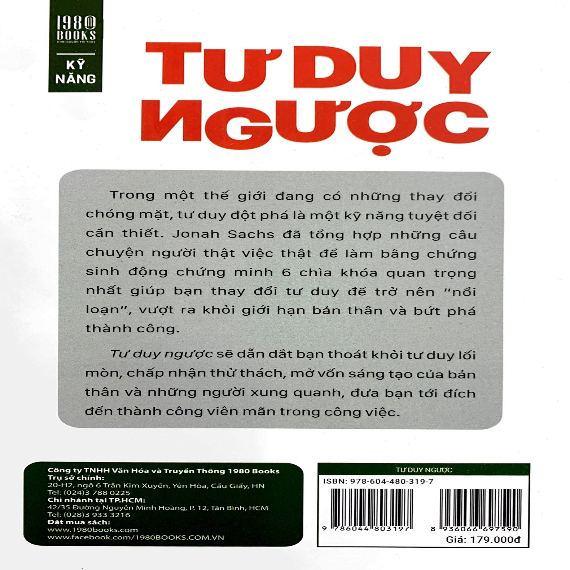 1980
BOOKS
KỸ
NĂNG
TƯ DUY
NGƯỢC
Trong một thế giới đang có những thay đổi
chóng mặt, tư duy đột phá là một kỹ năng tuyệt đối
cần thiết. Jonah Sachs đã tổng hợp những câu
chuyện người thật việc thật để làm bằng chứng
sinh động chứng minh 6 chìa khóa quan trọng
nhất giúp bạn thay đổi tư duy để trở nên "nổi
loạn", vượt ra khỏi giới hạn bản thân và bứt phá
thành công.
Tư duy ngược sẽ dẫn dắt bạn thoát khỏi tư duy lối
mòn, chấp nhận thử thách, mở vốn sáng tạo của bản
thân và những người xung quanh, đưa bạn tới đích
đến thành công viên mãn trong công việc.
Công ty TNHH Văn Hóa và Truyền Thông 1980 Books
Trụ sở chính:
20-H2, ngõ 6 Trần Kim Xuyến, Yên Hòa, Cầu Giấy, HN
Tel: (024)3 788 0225
Chi nhánh tại TP.HCM:
42/35 Đường Nguyễn Minh Hoàng, P. 12, Tân Bình, HCM
Tel: (028)3 933 3216
Đặt mua sách:
www.1980books.com
www.facebook.com/1980BOOKS.COM.VN
TƯ DUY NGƯỢC
ISBN: 978-604-480-319-7
9 786044 803197
8 936066 697590
Giá: 179.000đ